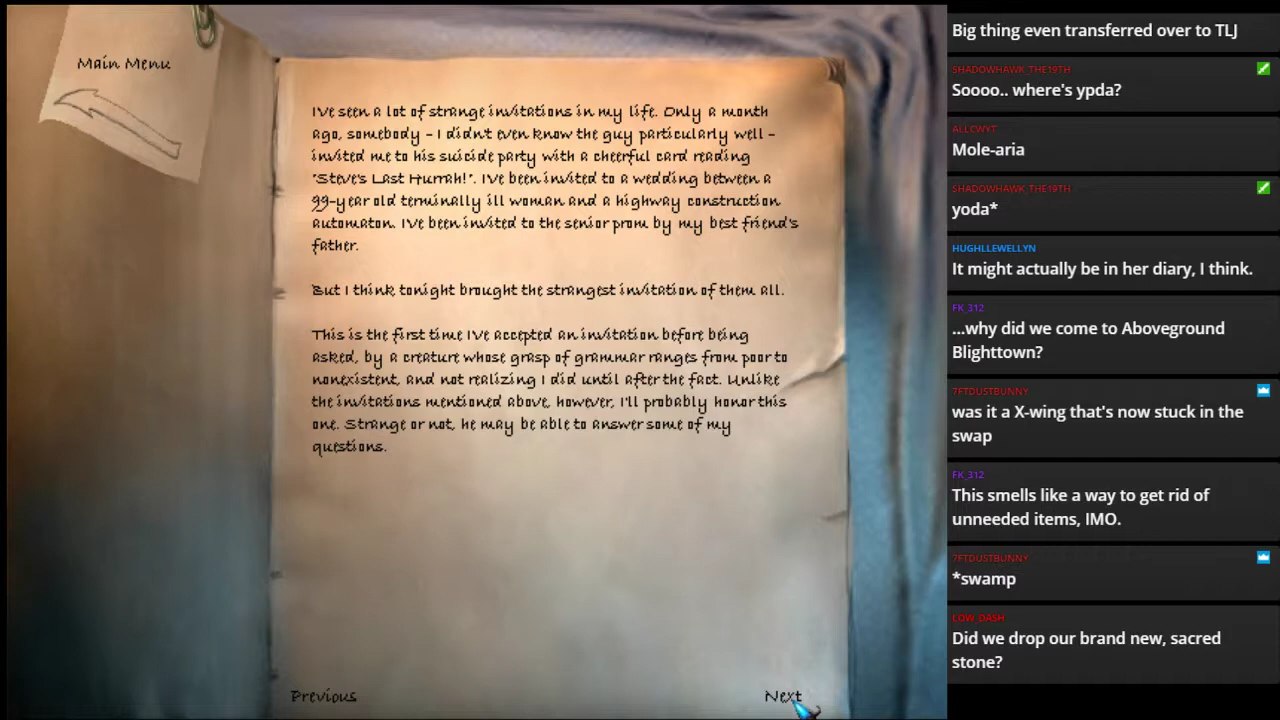 Main Menu
I've seen a lot of strange invitations in my life. Only a month
ago, somebody - I didn't even know the guy particularly well -
invited me to his suicide party with a cheerful card reading
"Steve's Last Hurrah!". I've been invited to a wedding between a
99-year old terminally ill woman and a highway construction
automaton. I've been invited to the senior prom by my best friend's
father.
But I think tonight brought the strangest invitation of them all.
This is the first time I've accepted an invitation before being
asked, by a creature whose grasp of grammar ranges from poor to
nonexistent, and not realizing I did until after the fact. Unlike
the invitations mentioned above, however, I'll probably honor this
one. Strange or not, he may be able to answer some of my
questions.
Previous
Next
Big thing even transferred over to TLJ
SHADOWHAWK_THE19TH
Soooo.. where's ypda?
ALLCWYT
Mole-aria
SHADOWHAWK_THE19TH
yoda*
HUGHLLEWELLYN
It might actually be in her diary, I think.
FK_312
...why did we come to Aboveground
Blighttown?
7FTDUSTBUNNY
was it a X-wing that's now stuck in the
swap
FK_312
This smells like a way to get rid of
unneeded items, IMO.
7FTDUSTBUNNY
*swamp
LOW_DASH
Did we drop our brand new, sacred
stone?